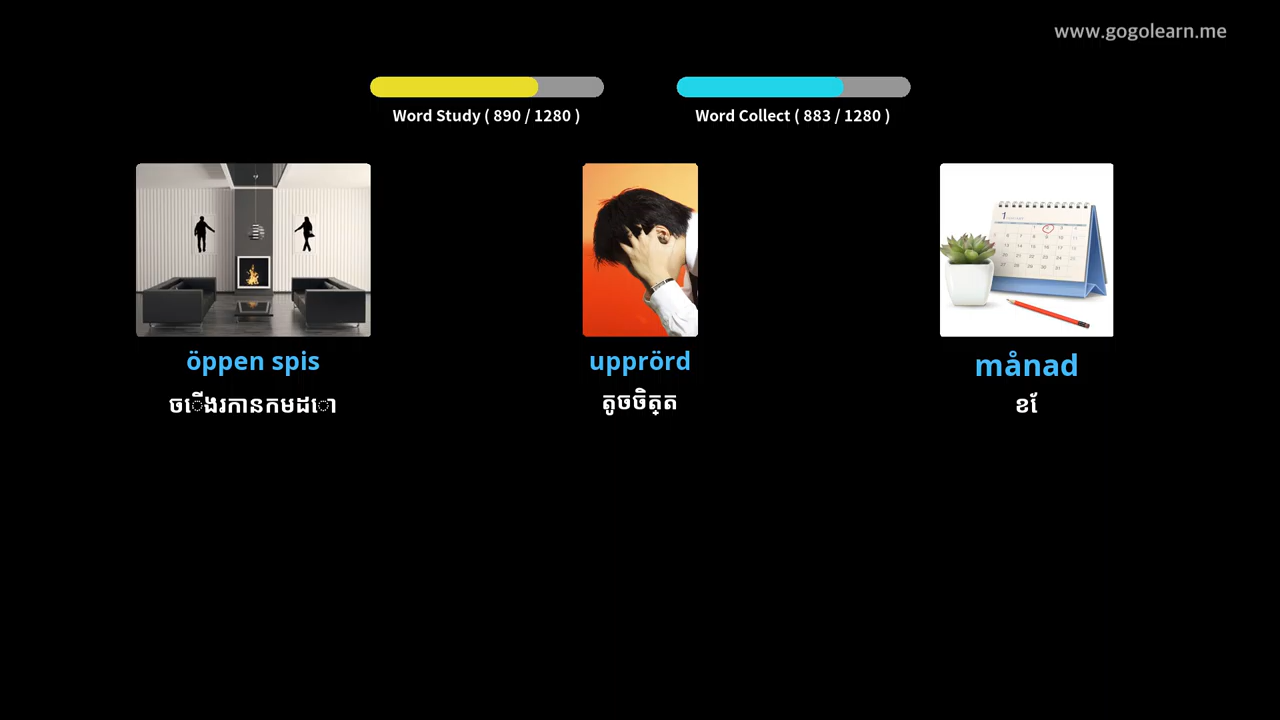 www.gogolearn.me
Word Study ( 890 / 1280 )
Word Collect ( 883 / 1280 )
öppen spis
ចើងរកានកមដោ
upprörd
តូចចិត្ត
månad
ខែ